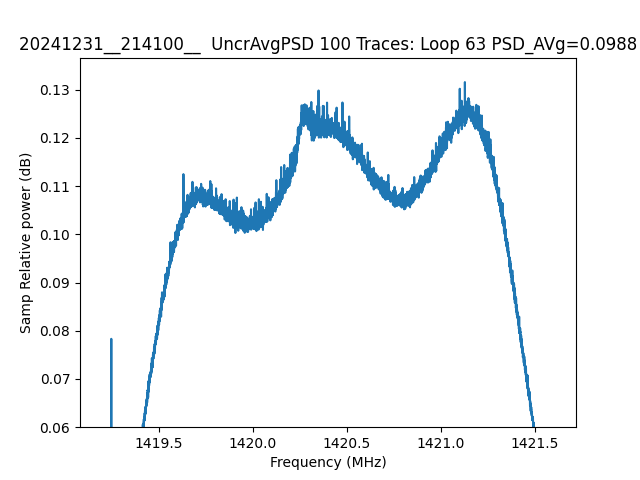 20241231__214100__  UncrAvgPSD 100 Traces: Loop 63 PSD_AVg=0.0988
0.13
0.12
0.11
0.10
0.09
0.08
0.07
0.06
Samp Relative power (dB)
1419.5 1420.0 1420.5 1421.0 1421.5
Frequency (MHz)